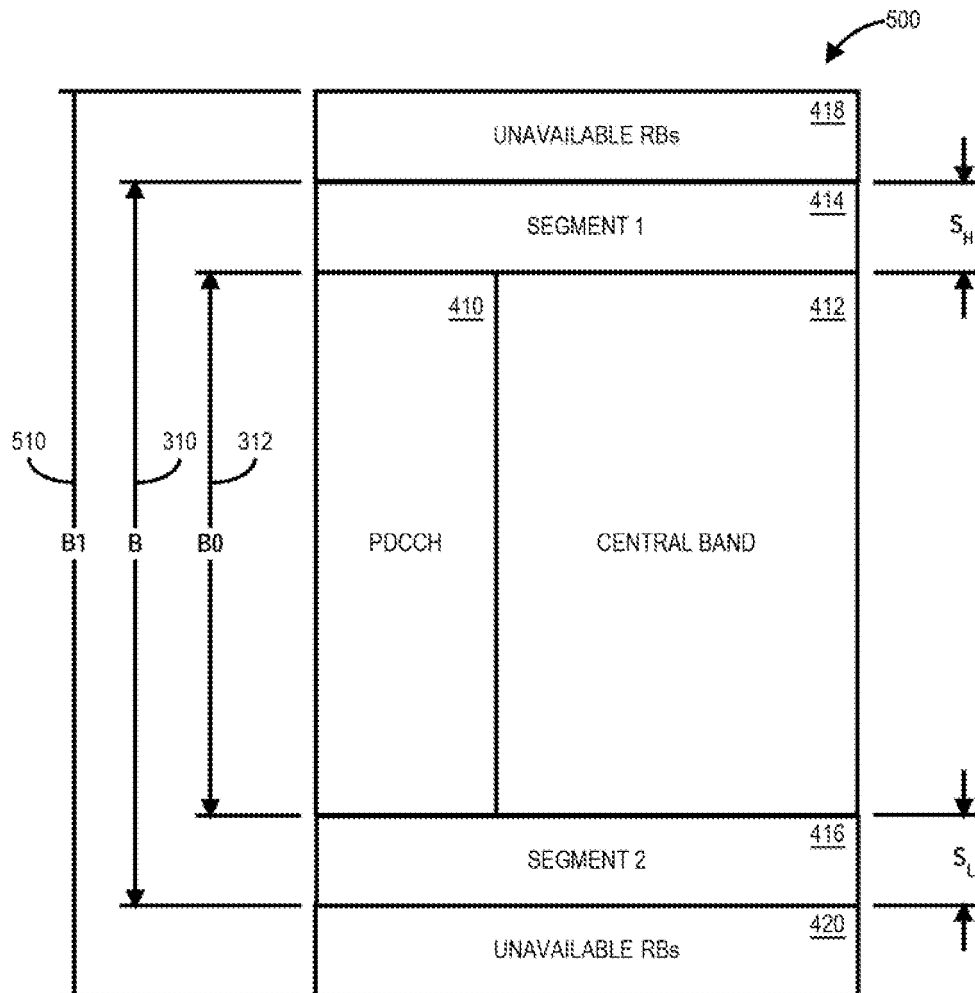 500
418
UNAVAILABLE RBs
414
SEGMENT 1
S_H
410
412
510
310
312
B1
B
B0
PDCCH
CENTRAL BAND
416
SEGMENT 2
S_L
420
UNAVAILABLE RBs